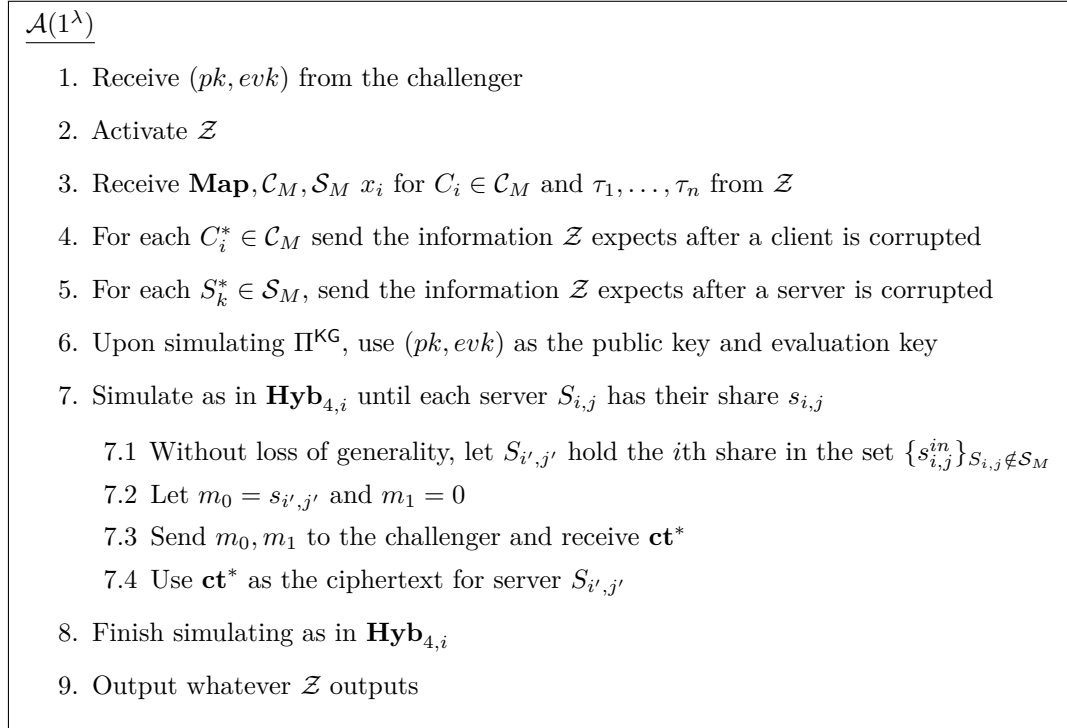 𝒜(1^λ)
1. Receive (pk, evk) from the challenger
2. Activate 𝒵
3. Receive Map, 𝒞_M, 𝒮_M x_i for C_i ∈ 𝒞_M and τ_1, . . . , τ_n from 𝒵
4. For each C_i^* ∈ 𝒞_M send the information 𝒵 expects after a client is corrupted
5. For each S_k^* ∈ 𝒮_M, send the information 𝒵 expects after a server is corrupted
6. Upon simulating Π^KG, use (pk, evk) as the public key and evaluation key
7. Simulate as in Hyb_{4,i} until each server S_{i,j} has their share s_{i,j}
7.1 Without loss of generality, let S_{i′,j′} hold the ith share in the set {s_{i,j}^{in}}_{S_{i,j}∉𝒮_M}
7.2 Let m_0 = s_{i′,j′} and m_1 = 0
7.3 Send m_0, m_1 to the challenger and receive ct^*
7.4 Use ct^* as the ciphertext for server S_{i′,j′}
8. Finish simulating as in Hyb_{4,i}
9. Output whatever 𝒵 outputs